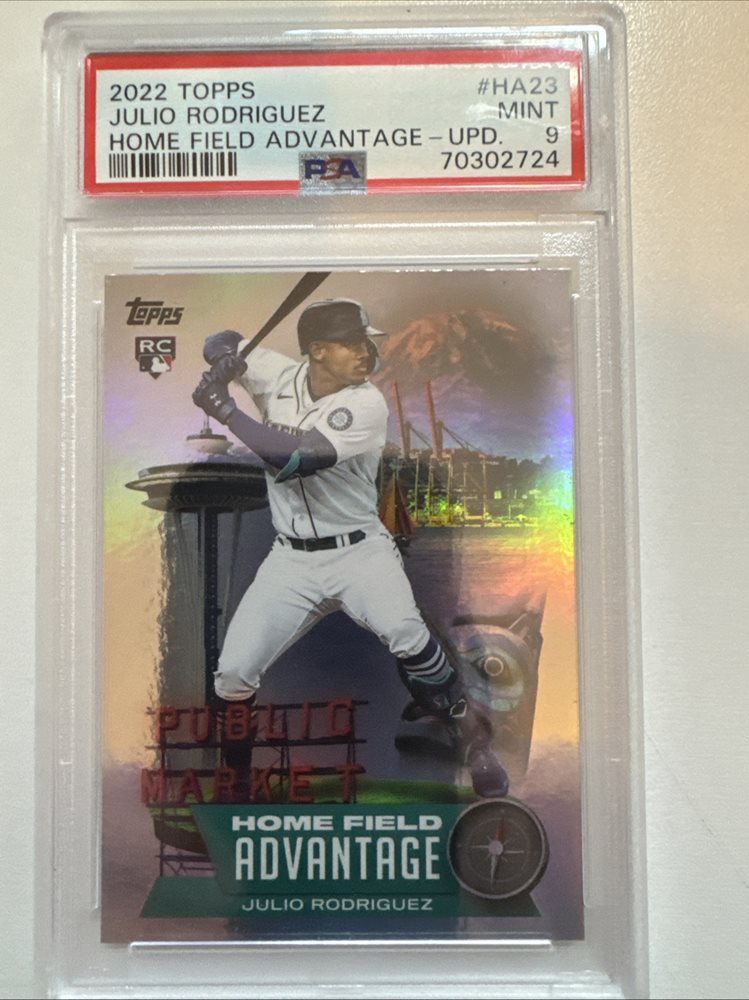 2022 TOPPS #HA23
JULIO RODRIGUEZ MINT
HOME FIELD ADVANTAGE - UPD. 9
PSA 70302724
Topps
RC
PUBLIC
MARKET
HOME FIELD
ADVANTAGE
JULIO RODRIGUEZ